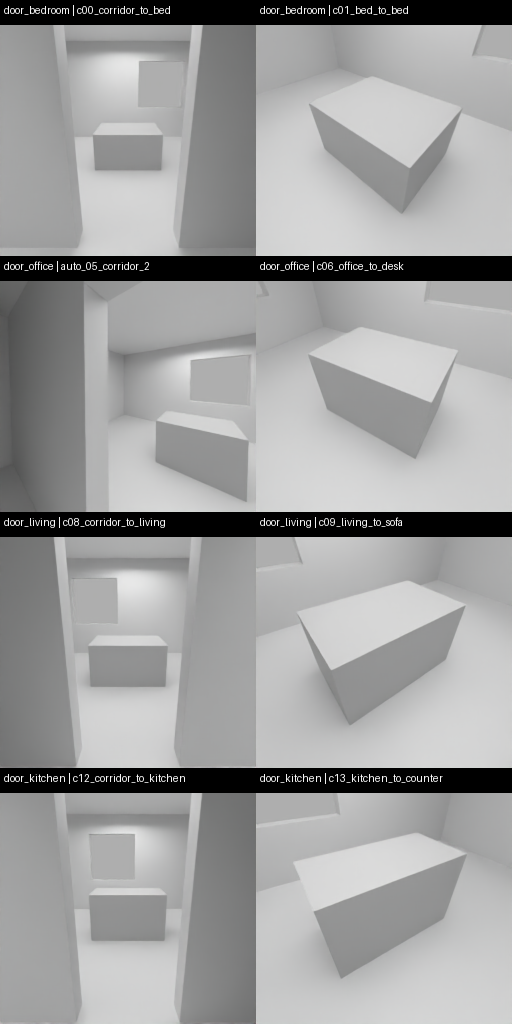 door_bedroom | c00_corridor_to_bed
door_bedroom | c01_bed_to_bed
door_office | auto_05_corridor_2
door_office | c06_office_to_desk
door_living | c08_corridor_to_living
door_living | c09_living_to_sofa
door_kitchen | c12_corridor_to_kitchen
door_kitchen | c13_kitchen_to_counter